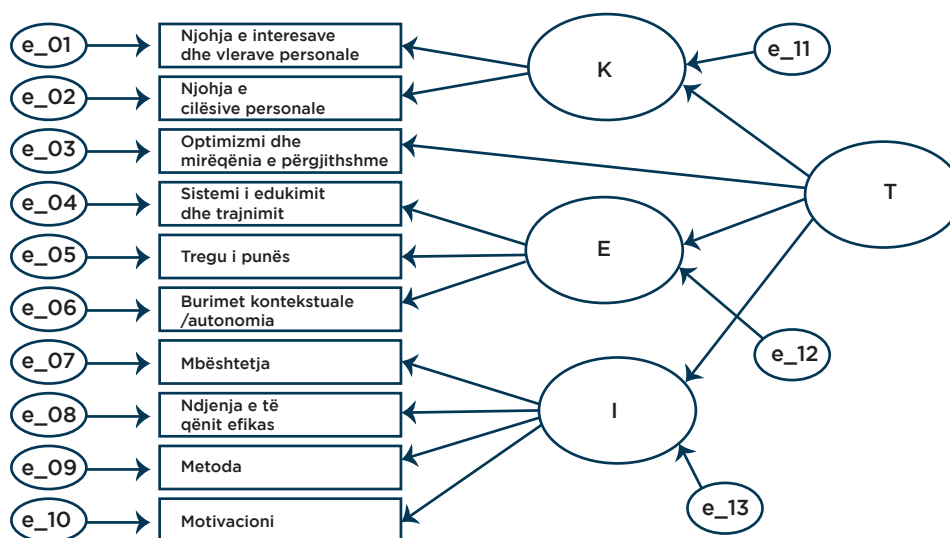 e_01
Njohja e interesave
dhe vlerave personale
K
e_11
e_02
Njohja e
cilësive personale
e_03
Optimizmi dhe
mirëqënia e përgjithshme
T
e_04
Sistemi i edukimit
dhe trajnimit
e_05
Tregu i punës
E
e_06
Burimet kontekstuale
/autonomia
e_12
e_07
Mbështetja
e_08
Ndjenja e të
qënit efikas
I
e_09
Metoda
e_13
e_10
Motivacioni